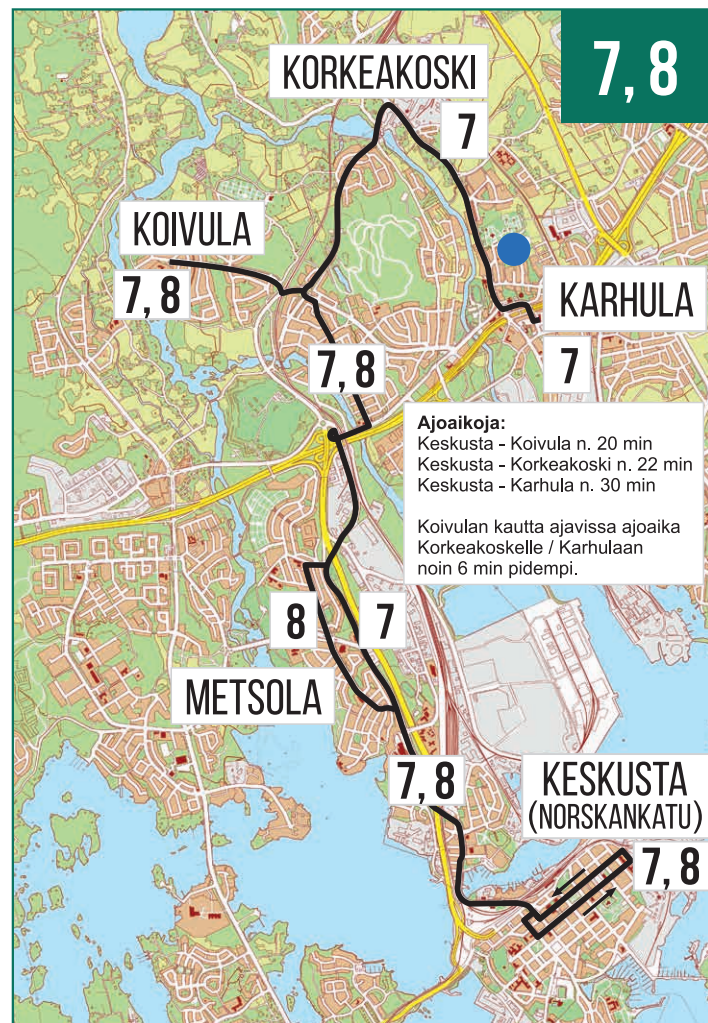 7, 8
KORKEAKOSKI
7
KOIVULA
7, 8
KARHULA
7
7, 8
Ajoaikoja:
Keskusta - Koivula n. 20 min
Keskusta - Korkeakoski n. 22 min
Keskusta - Karhula n. 30 min
Koivulan kautta ajavissa ajoaika
Korkeakoskelle / Karhulaan
noin 6 min pidempi.
8
7
METSOLA
7, 8
KESKUSTA
(NORSKANKATU)
7, 8